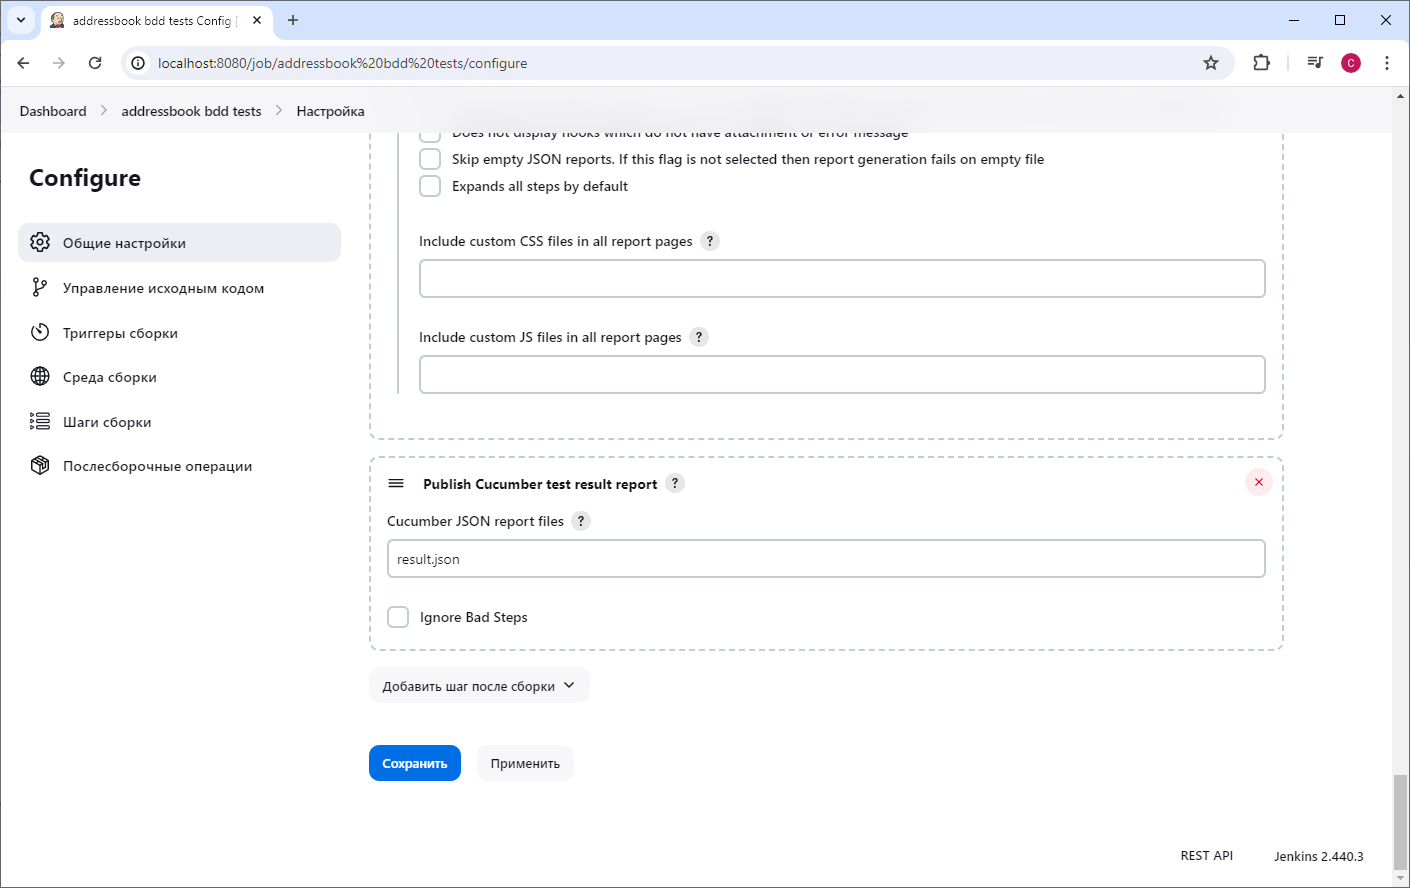 addressbook bdd tests Config [
localhost:8080/job/addressbook%20bdd%20tests/configure
C
Dashboard > addressbook bdd tests > Настройка
Configure
Общие настройки
Управление исходным кодом
Триггеры сборки
Среда сборки
Шаги сборки
Послесборочные операции
Does not display hooks which do not have attachment or error message
Skip empty JSON reports. If this flag is not selected then report generation fails on empty file
Expands all steps by default
Include custom CSS files in all report pages ?
Include custom JS files in all report pages ?
Publish Cucumber test result report ?
Cucumber JSON report files ?
result.json
Ignore Bad Steps
Добавить шаг после сборки
Сохранить Применить
REST API Jenkins 2.440.3